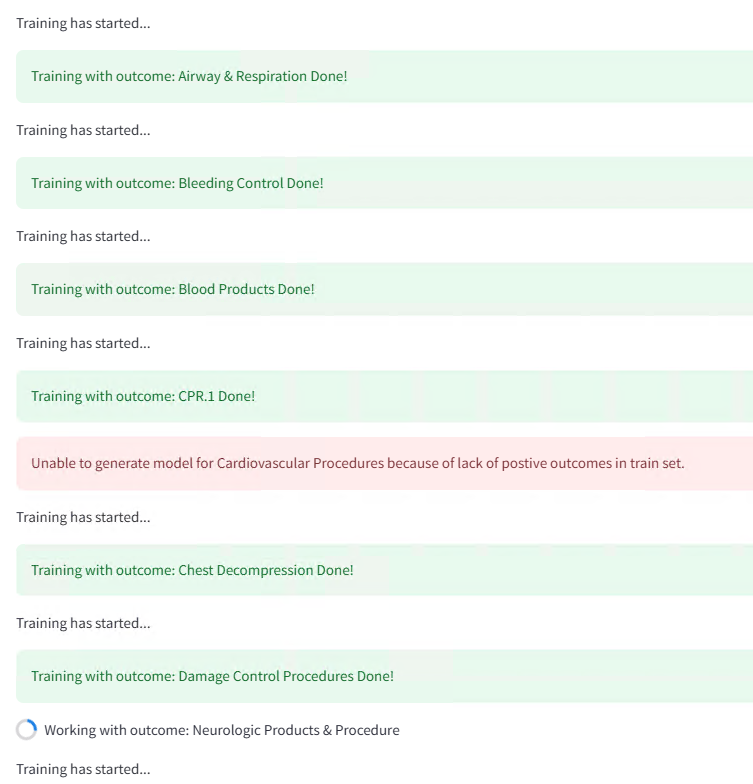 Training has started...
Training with outcome: Airway & Respiration Done!
Training has started...
Training with outcome: Bleeding Control Done!
Training has started...
Training with outcome: Blood Products Done!
Training has started...
Training with outcome: CPR.1 Done!
Unable to generate model for Cardiovascular Procedures because of lack of postive outcomes in train set.
Training has started...
Training with outcome: Chest Decompression Done!
Training has started...
Training with outcome: Damage Control Procedures Done!
Working with outcome: Neurologic Products & Procedure
Training has started...